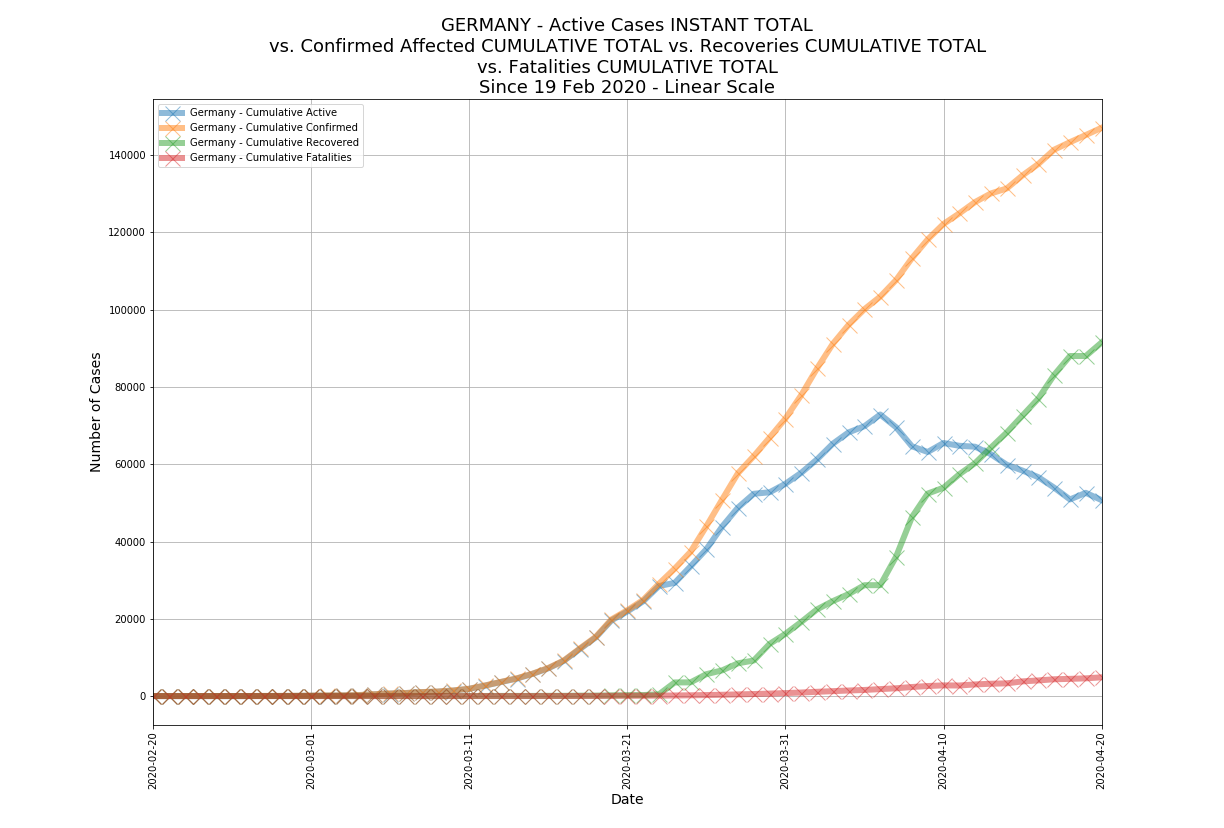 GERMANY - Active Cases INSTANT TOTAL
vs. Confirmed Affected CUMULATIVE TOTAL vs. Recoveries CUMULATIVE TOTAL
vs. Fatalities CUMULATIVE TOTAL
Since 19 Feb 2020 - Linear Scale
Germany - Cumulative Active
Germany - Cumulative Confirmed
Germany - Cumulative Recovered
Germany - Cumulative Fatalities
Number of Cases
140000
120000
100000
80000
60000
40000
20000
0
2020-02-20
2020-03-01
2020-03-11
2020-03-21
2020-03-31
2020-04-10
2020-04-20
Date